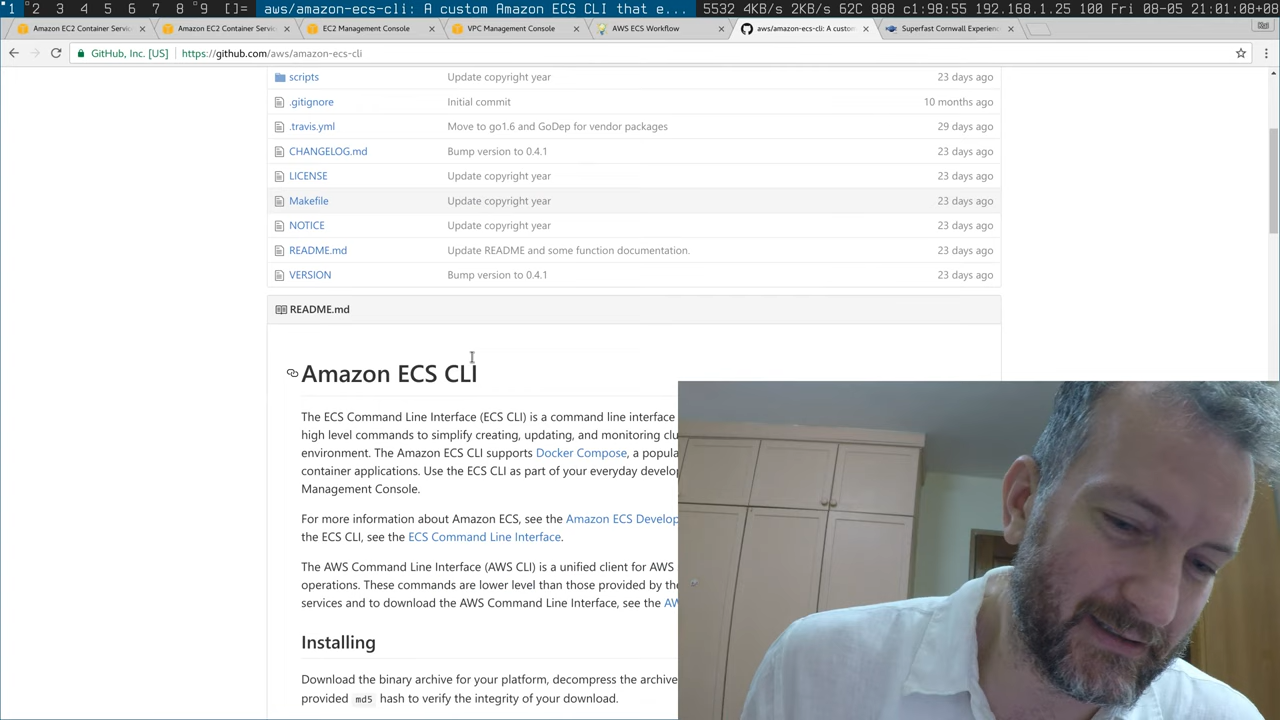 1 2 3 4 5 6 7 8 9 []= aws/amazon-ecs-cli: A custom Amazon ECS CLI that e... 5532 4KB/s 2KB/s 62C 088 c1:98:55 192.168.1.25 100 Fri 08-05 21:01:08+08
Amazon EC2 Container Servi Amazon EC2 Container Servi EC2 Management Console VPC Management Console AWS ECS Workflow aws/amazon-ecs-cli: A custom Superfast Cornwall Experienc
GitHub, Inc. [US] https://github.com/aws/amazon-ecs-cli
scripts Update copyright year 23 days ago
.gitignore Initial commit 10 months ago
.travis.yml Move to go1.6 and GoDep for vendor packages 29 days ago
CHANGELOG.md Bump version to 0.4.1 23 days ago
LICENSE Update copyright year 23 days ago
Makefile Update copyright year 23 days ago
NOTICE Update copyright year 23 days ago
README.md Update README and some function documentation. 23 days ago
VERSION Bump version to 0.4.1 23 days ago
README.md
Amazon ECS CLI
The ECS Command Line Interface (ECS CLI) is a command line interface
high level commands to simplify creating, updating, and monitoring clu
environment. The Amazon ECS CLI supports Docker Compose, a popula
container applications. Use the ECS CLI as part of your everyday develop
Management Console.
For more information about Amazon ECS, see the Amazon ECS Develop
the ECS CLI, see the ECS Command Line Interface.
The AWS Command Line Interface (AWS CLI) is a unified client for AWS
operations. These commands are lower level than those provided by the
services and to download the AWS Command Line Interface, see the AW
Installing
Download the binary archive for your platform, decompress the archive
provided md5 hash to verify the integrity of your download.